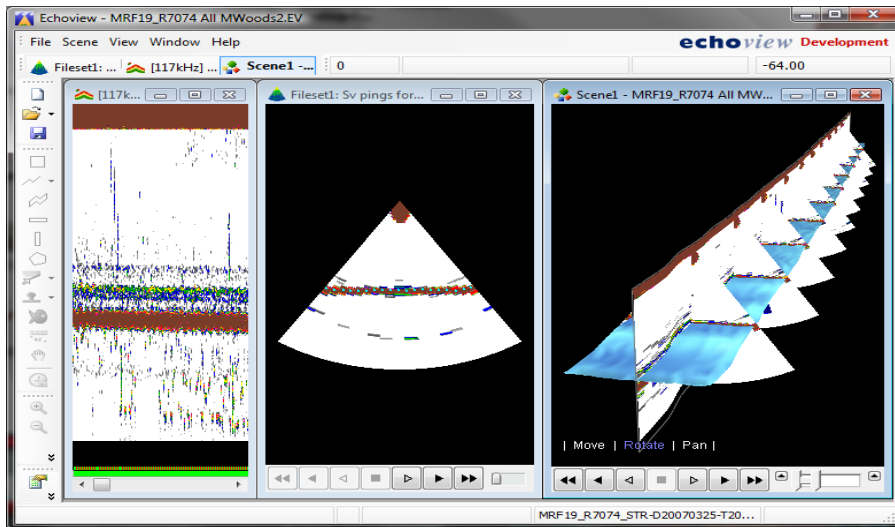 Echoview - MRF19_R7074 All MWoods2.EV
File Scene View Window Help
echoview Development
Fileset1: ... [117kHz] ... Scene1 -... 0 -64.00
[117k...
Fileset1: Sv pings for...
Scene1 - MRF19_R7074 All MW...
| Move | Rotate | Pan |
MRF19_R7074_STR-D20070325-T20...